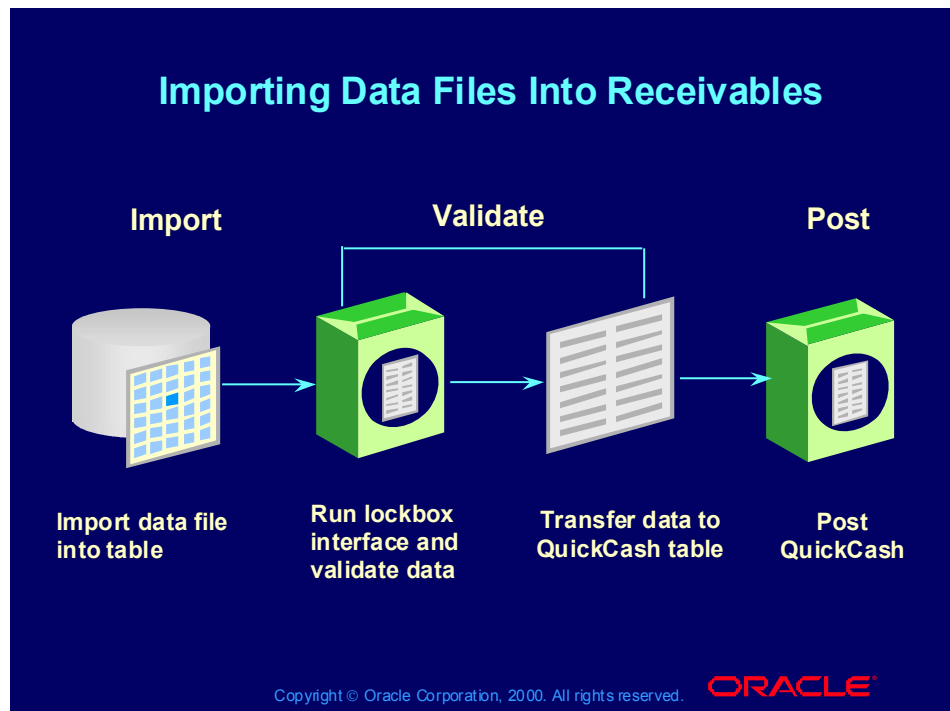 Importing Data Files Into Receivables
Import
Validate
Post
Import data file
into table
Run lockbox
interface and
validate data
Transfer data to
QuickCash table
Post
QuickCash
Copyright © Oracle Corporation, 2000. All rights reserved.
ORACLE®